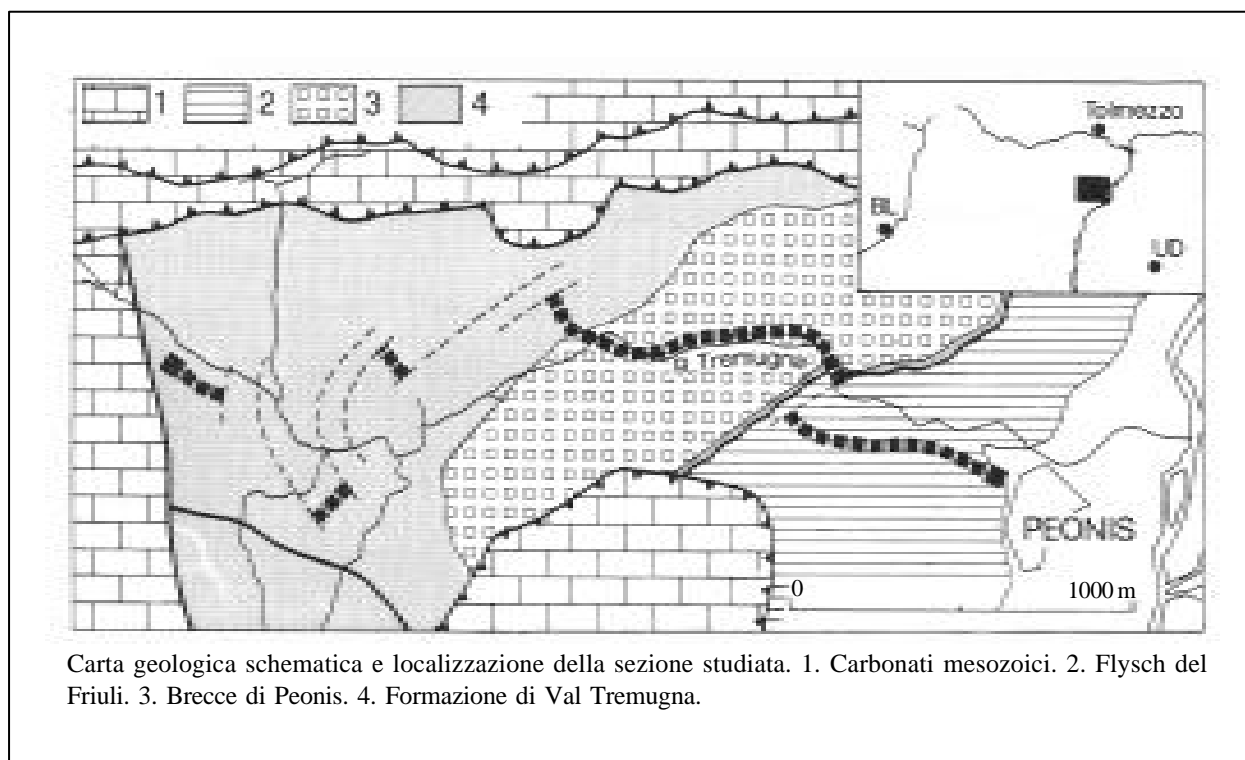 1 2 3 4
Tolmezzo
BL
UD
Tremugna
PEONIS
0 1000 m
Carta geologica schematica e localizzazione della sezione studiata. 1. Carbonati mesozoici. 2. Flysch del
Friuli. 3. Brecce di Peonis. 4. Formazione di Val Tremugna.